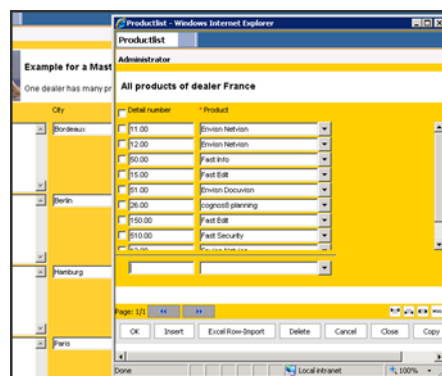 Productlist - Windows Internet Explorer
Productlist
Administrator
Example for a Mast
One dealer has many pr
All products of dealer France
City
Detail number * Product
Bordeaux
11.00 Envisn Netvisn
12.00 Envisn Netvisn
50.00 Fast Info
15.00 Fast Edit
Berlin
51.00 Envisn Docuvisn
26.00 cognos8 planning
150.00 Fast Edit
510.00 Fast Security
Hamburg
Page: 1/1
OK Insert Excel Row-Import Delete Cancel Close Copy
Paris
Done Local intranet 100%